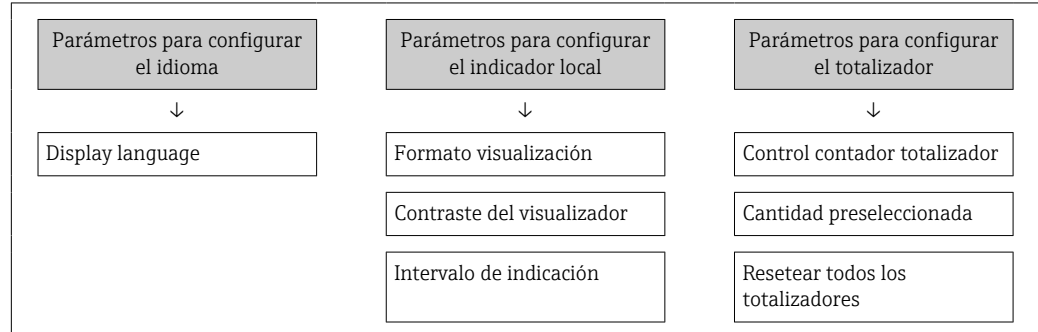 Parámetros para configurar
el idioma
↓
Display language
Parámetros para configurar
el indicador local
↓
Formato visualización
Contraste del visualizador
Intervalo de indicación
Parámetros para configurar
el totalizador
↓
Control contador totalizador
Cantidad preseleccionada
Resetear todos los
totalizadores